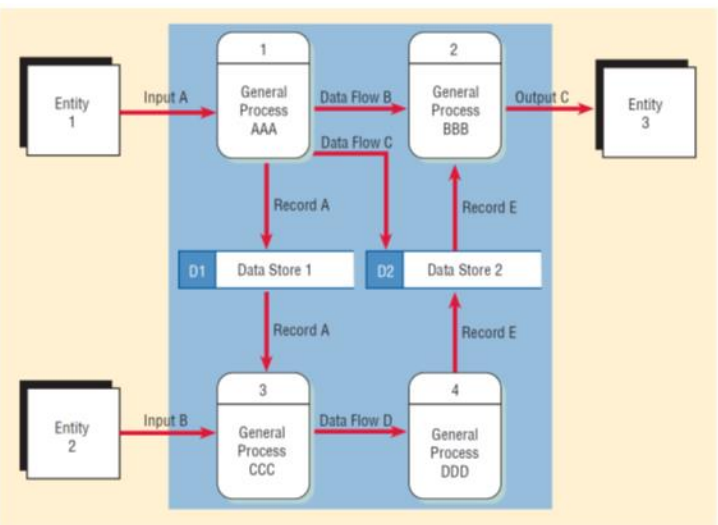 1
2
Entity
1
Input A
General
Process
AAA
Data Flow B
General
Process
BBB
Output C
Entity
3
Data Flow C
Record A
Record E
D1
Data Store 1
D2
Data Store 2
Record A
Record E
3
4
Entity
2
Input B
General
Process
CCC
Data Flow D
General
Process
DDD